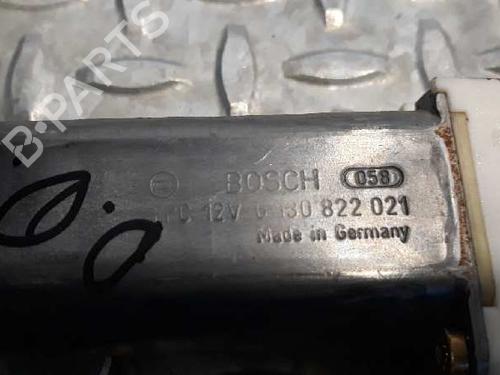 B-PARTS
BOSCH 058
12V 0 130 822 021
Made in Germany